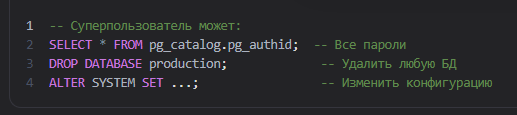 1 -- Суперпользователь может:
2 SELECT * FROM pg_catalog.pg_authid;  -- Все пароли
3 DROP DATABASE production;            -- Удалить любую БД
4 ALTER SYSTEM SET ...;                -- Изменить конфигурацию